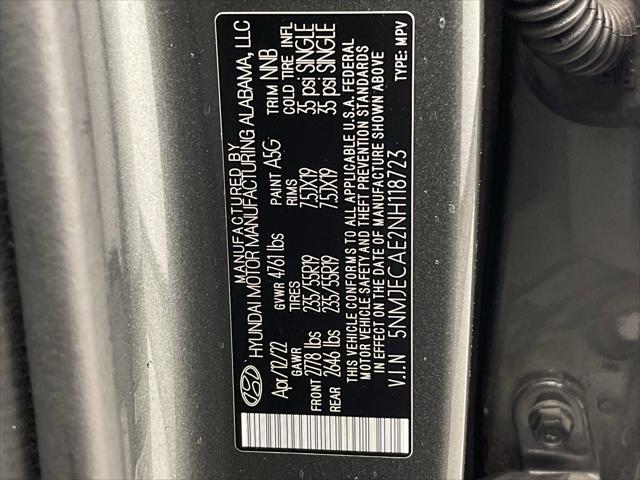 MANUFACTURED BY
HYUNDAI MOTOR MANUFACTURING ALABAMA, LLC
Apr/12/22 GVWR 4761lbs PAINT A5G TRIM NNB
GAWR TIRES RIMS COLD TIRE INFL
FRONT 2778 lbs 235/55R19 7.5JX19 35 psi SINGLE
REAR 2646 lbs 235/55R19 7.5JX19 35 psi SINGLE
THIS VEHICLE CONFORMS TO ALL APPLICABLE U.S.A. FEDERAL
MOTOR VEHICLE SAFETY AND THEFT PREVENTION STANDARDS
IN EFFECT ON THE DATE OF MANUFACTURE SHOWN ABOVE
V.I.N 5NMJECAE2NH118723 TYPE: MPV